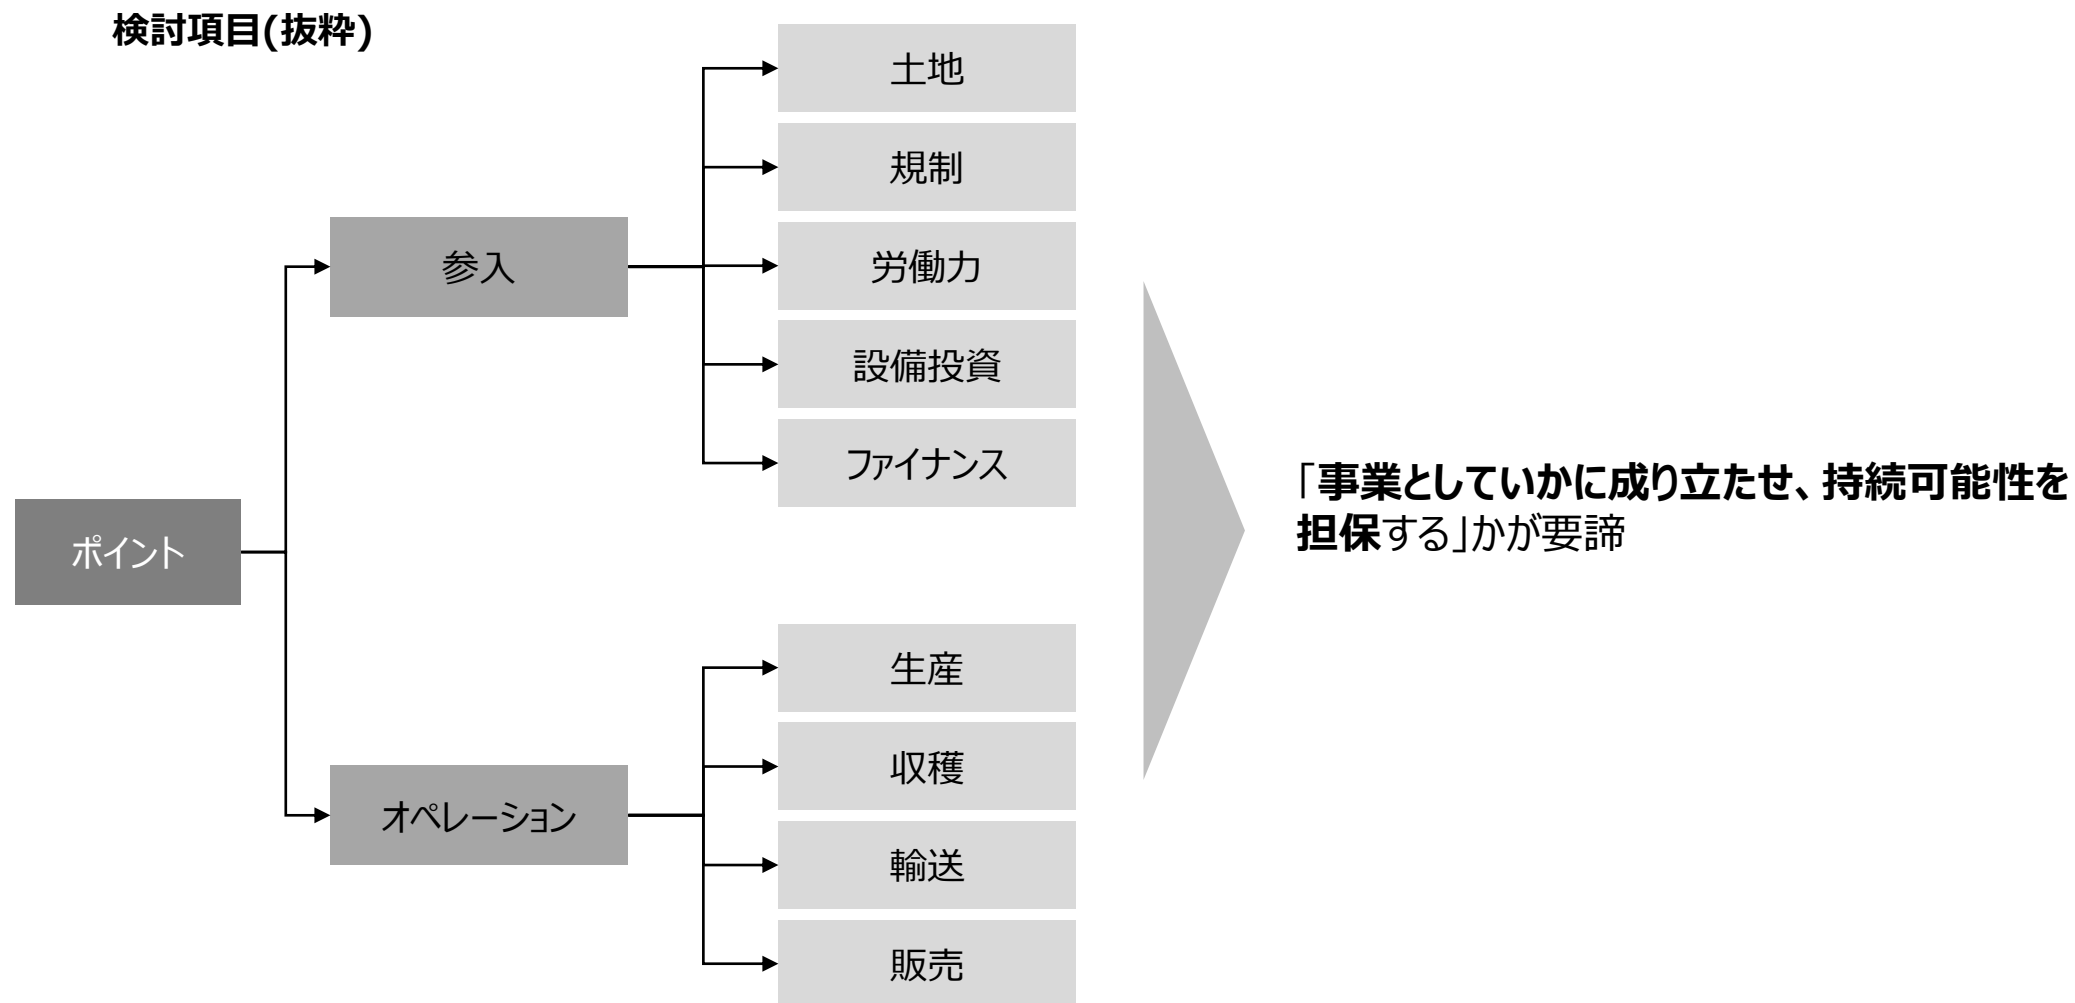 検討項目(抜粋)
ポイント
参入
土地
規制
労働力
設備投資
ファイナンス
オペレーション
生産
収穫
輸送
販売
「事業としていかに成り立たせ、持続可能性を
担保する」かが要諦